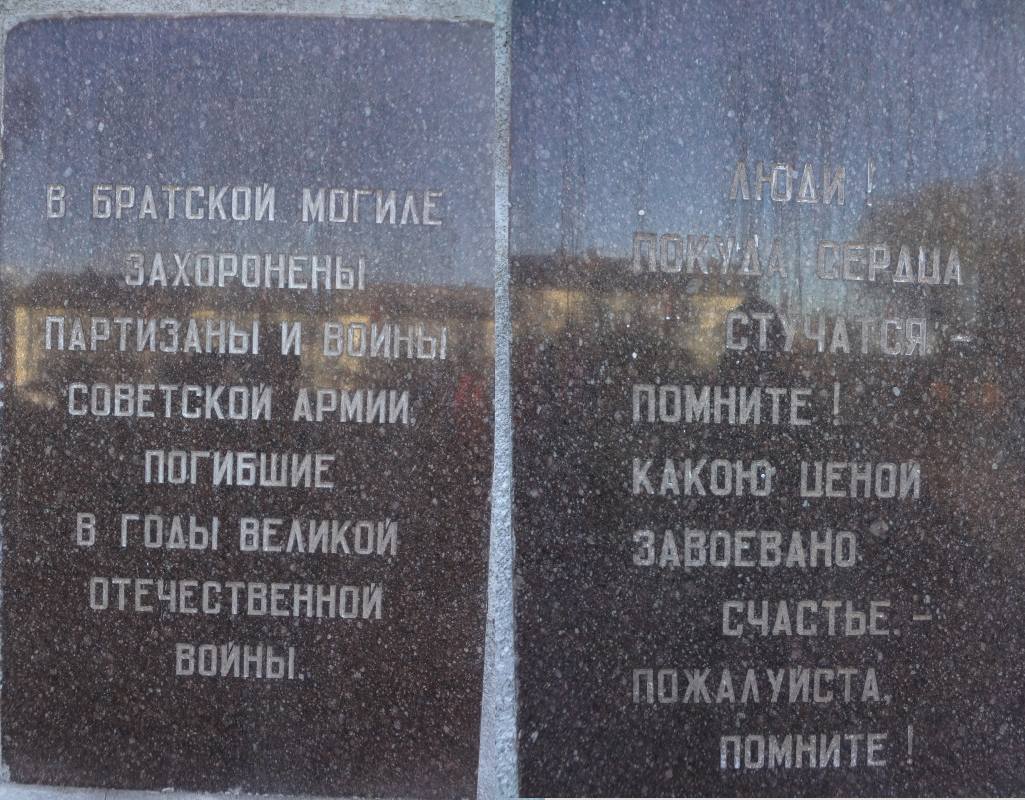 В БРАТСКОЙ МОГИЛЕ
ЗАХОРОНЕНЫ
ПАРТИЗАНЫ И ВОИНЫ
СОВЕТСКОЙ АРМИИ,
ПОГИБШИЕ
В ГОДЫ ВЕЛИКОЙ
ОТЕЧЕСТВЕННОЙ
ВОЙНЫ.
ЛЮДИ!
ПОКУДА СЕРДЦА
СТУЧАТСЯ –
ПОМНИТЕ!
КАКОЮ ЦЕНОЙ
ЗАВОЕВАНО
СЧАСТЬЕ, –
ПОЖАЛУЙСТА,
ПОМНИТЕ!